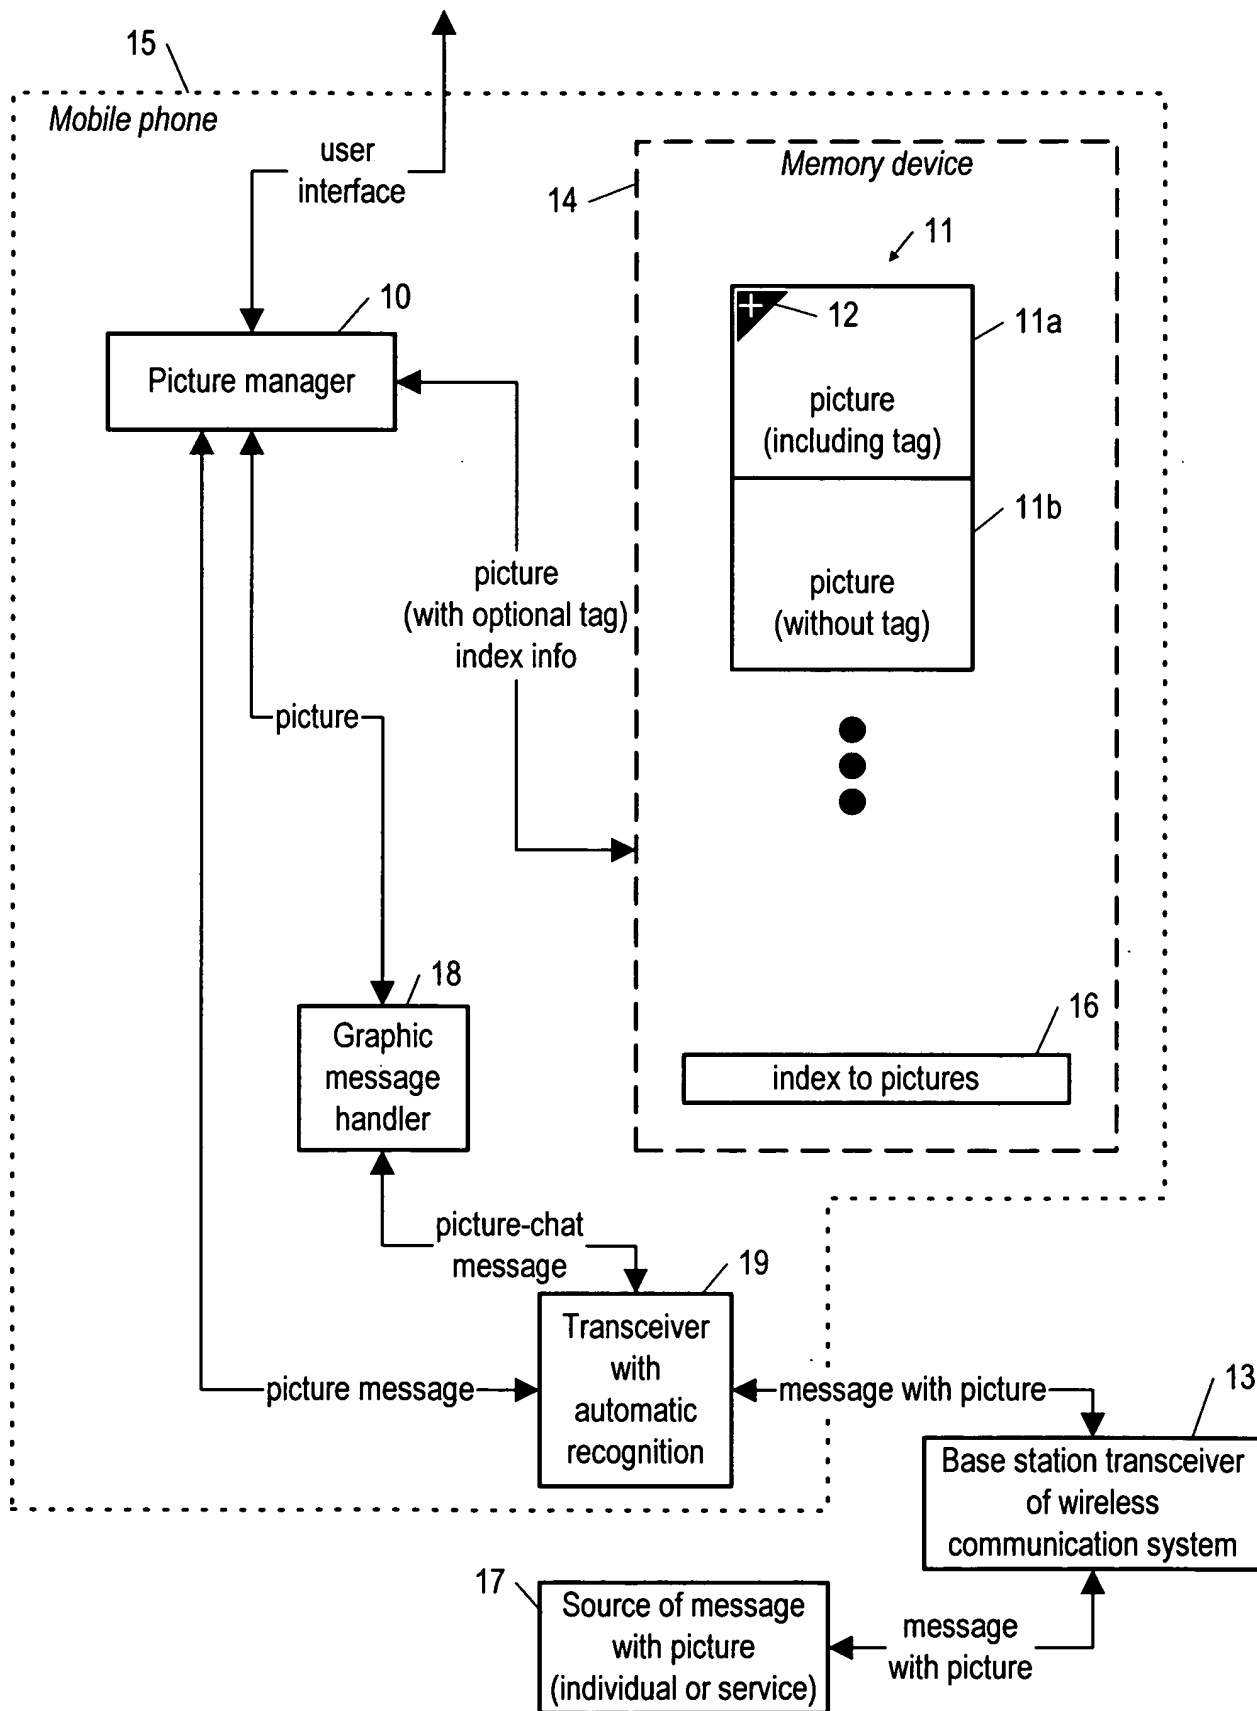 15
Mobile phone
user
interface
Memory device
14
11
10
+
12
11a
Picture manager
picture
(including tag)
11b
picture
(with optional tag)
index info
picture
(without tag)
picture
18
16
Graphic
message
handler
index to pictures
picture-chat
message
19
Transceiver
with
automatic
recognition
picture message
message with picture
13
Base station transceiver
of wireless
communication system
17
Source of message
with picture
(individual or service)
message
with picture